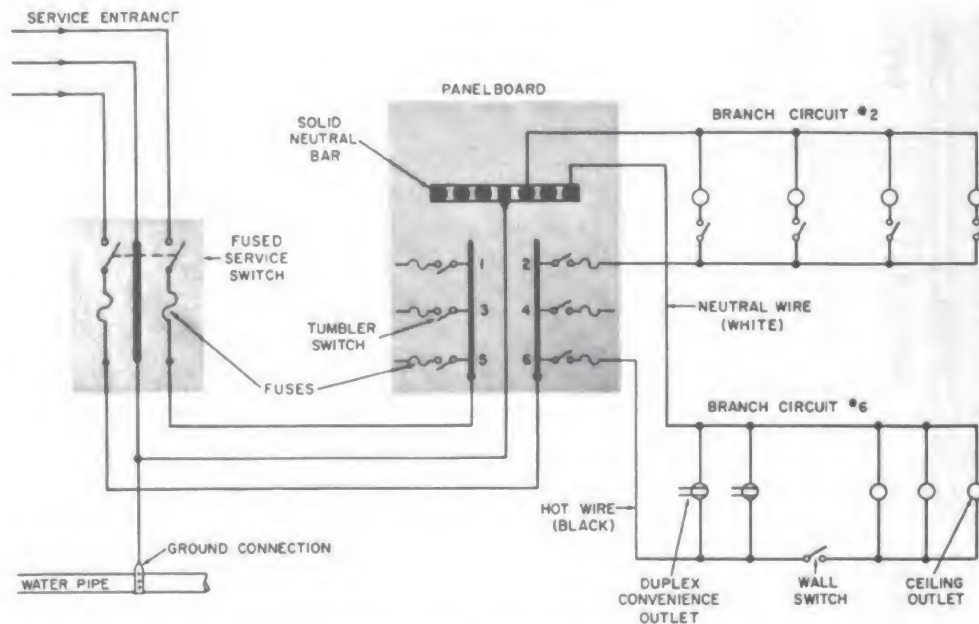 SERVICE ENTRANCE
PANELBOARD
SOLID
NEUTRAL
BAR
BRANCH CIRCUIT #2
FUSED
SERVICE
SWITCH
1
2
3
4
5
6
TUMBLER
SWITCH
NEUTRAL WIRE
(WHITE)
FUSES
BRANCH CIRCUIT #6
HOT WIRE
(BLACK)
GROUND CONNECTION
WATER PIPE
DUPLEX
CONVENIENCE
OUTLET
WALL
SWITCH
CEILING
OUTLET